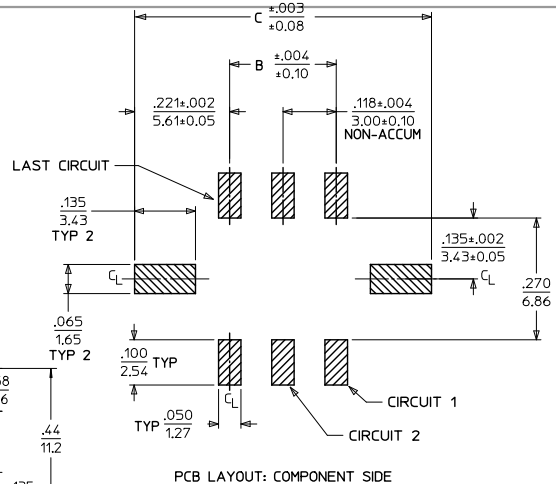 C ±.003
±0.08
B ±.004
±0.10
.221±.002
5.61±0.05
.118±.004
3.00±0.10
NON-ACCUM
LAST CIRCUIT
.135
3.43
TYP 2
.135±.002
3.43±0.05
CL
CL
.270
6.86
.065
1.65
TYP 2
.100
2.54
TYP
CL
TYP .050
1.27
CIRCUIT 1
CIRCUIT 2
.44
11.2
PCB LAYOUT: COMPONENT SIDE